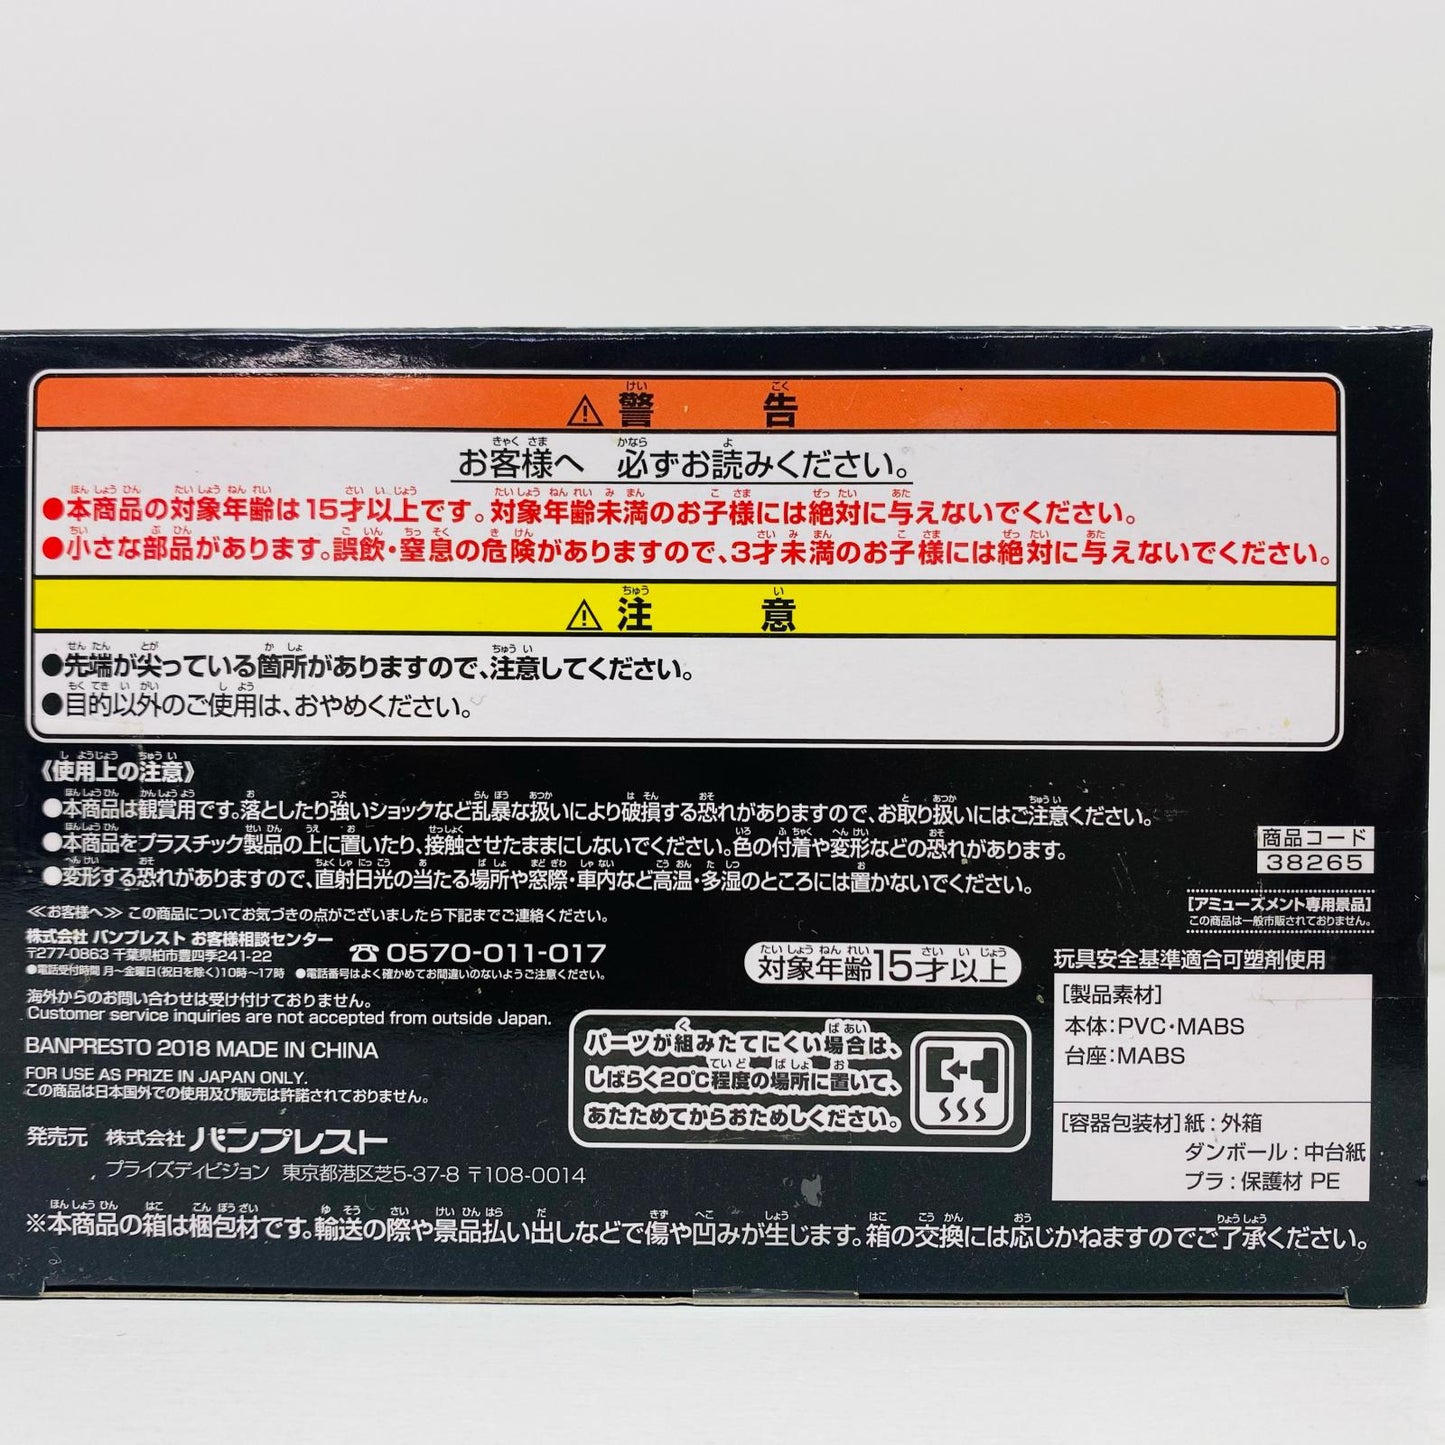 ⚠警告
お客様へ 必ずお読みください。
●本商品の対象年齢は15才以上です。対象年齢未満のお子様には絶対に与えないでください。
●小さな部品があります。誤飲・窒息の危険がありますので、3才未満のお子様には絶対に与えないでください。
⚠注意
●先端が尖っている箇所がありますので、注意してください。
●目的以外のご使用は、おやめください。
《使用上の注意》
●本商品は観賞用です。落としたり強いショックなど乱暴な扱いにより破損する恐れがありますので、お取り扱いにはご注意ください。
●本商品をプラスチック製品の上に置いたり、接触させたままにしないでください。色の付着や変形などの恐れがあります。
●変形する恐れがありますので、直射日光の当たる場所や窓際・車内など高温・多湿のところには置かないでください。
商品コード
38265
[アミューズメント専用景品]
この商品は一般市販されておりません。
≪お客様へ≫ この商品についてお気づきの点がございましたら下記までご連絡ください。
株式会社 バンプレスト お客様相談センター
〒277-0863 千葉県柏市豊四季241-22
☎0570-011-017
●電話受付時間 月〜金曜日(祝日を除く)10時〜17時 ●電話番号はよく確かめてお間違いのないようご注意ください。
対象年齢15才以上
海外からのお問い合わせは受け付けておりません。
Customer service inquiries are not accepted from outside Japan.
BANPRESTO 2018 MADE IN CHINA
FOR USE AS PRIZE IN JAPAN ONLY.
この商品は日本国外での使用及び販売は許諾されておりません。
発売元 株式会社 バンプレスト
プライズディビジョン 東京都港区芝5-37-8 〒108-0014
パーツが組みたてにくい場合は、
しばらく20℃程度の場所に置いて、
あたためてからおためしください。
玩具安全基準適合可塑剤使用
[製品素材]
本体:PVC・MABS
台座:MABS
[容器包装材]紙:外箱
ダンボール:中台紙
プラ:保護材 PE
※本商品の箱は梱包材です。輸送の際や景品払い出しなどで傷や凹みが生じます。箱の交換には応じかねますのでご了承ください。